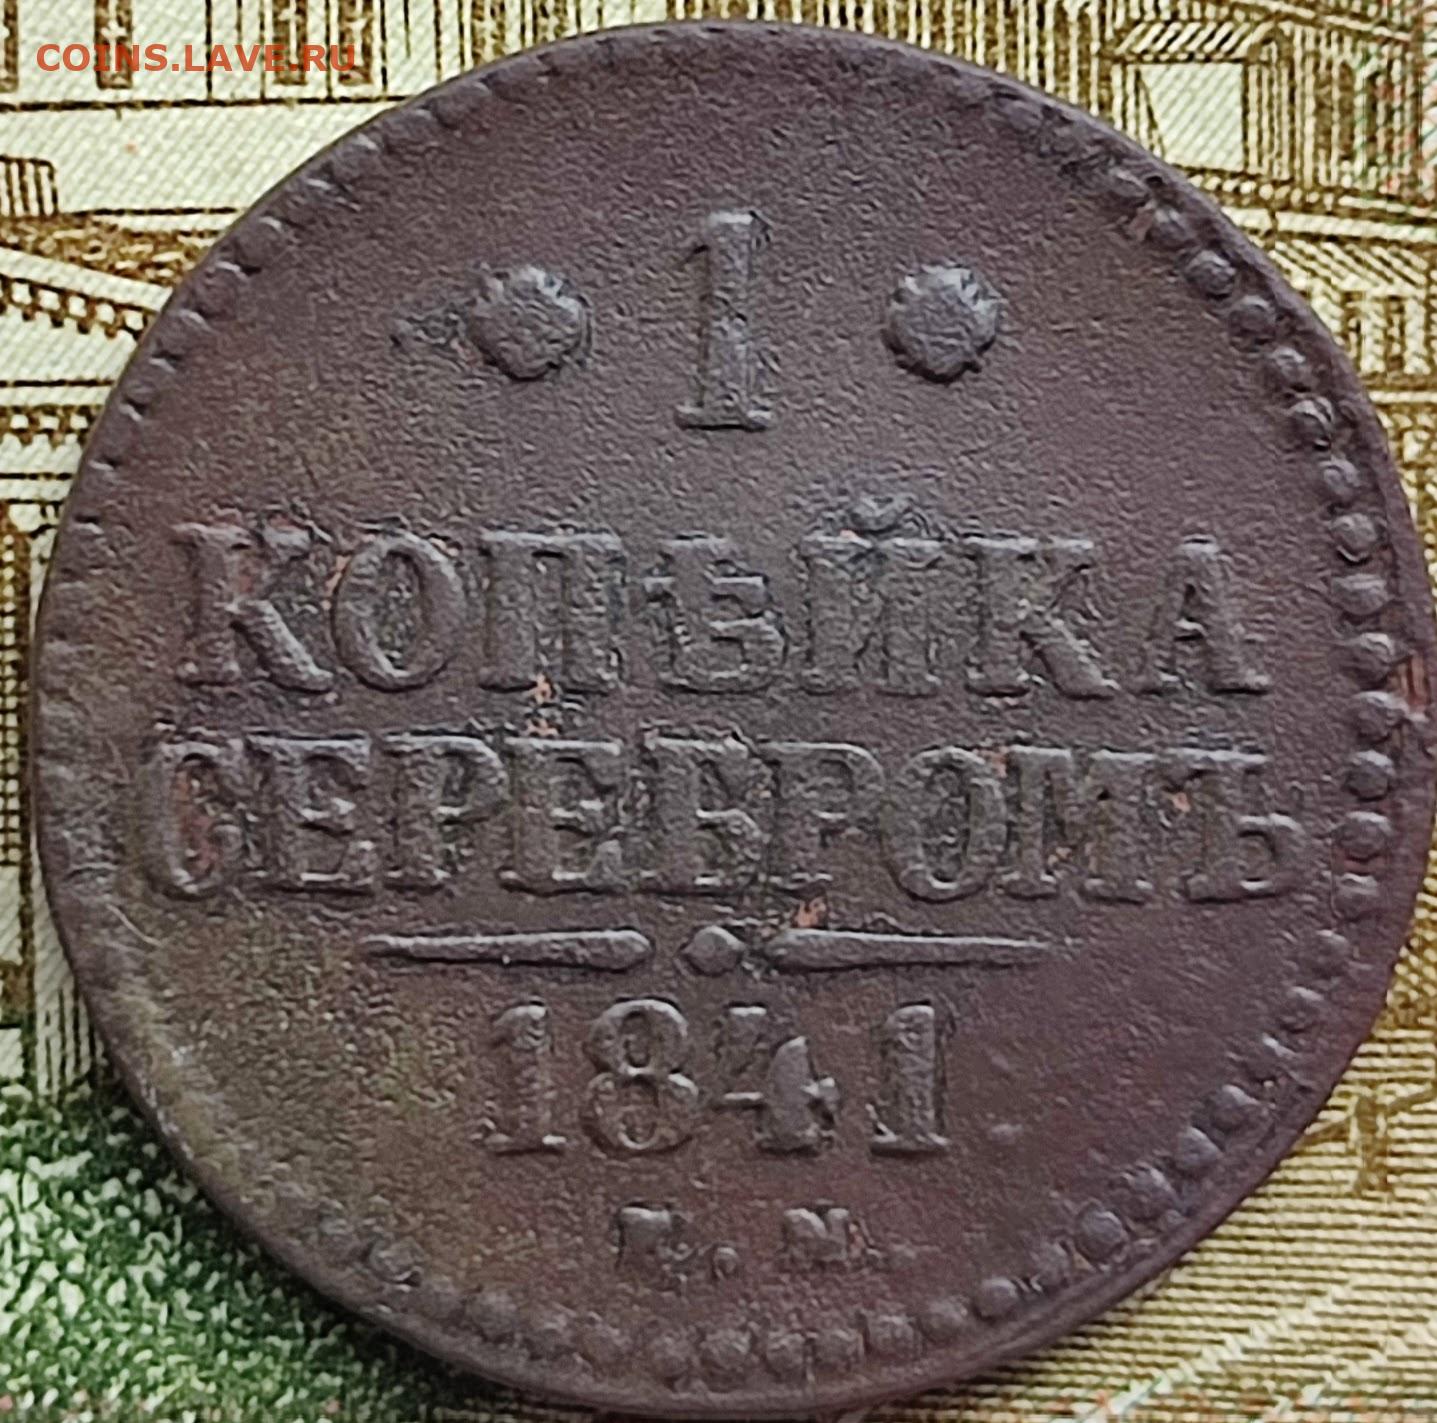 COINS.LAVE.RU
1
КОПѢЙКА
СЕРЕБРОМЪ
1841
М.